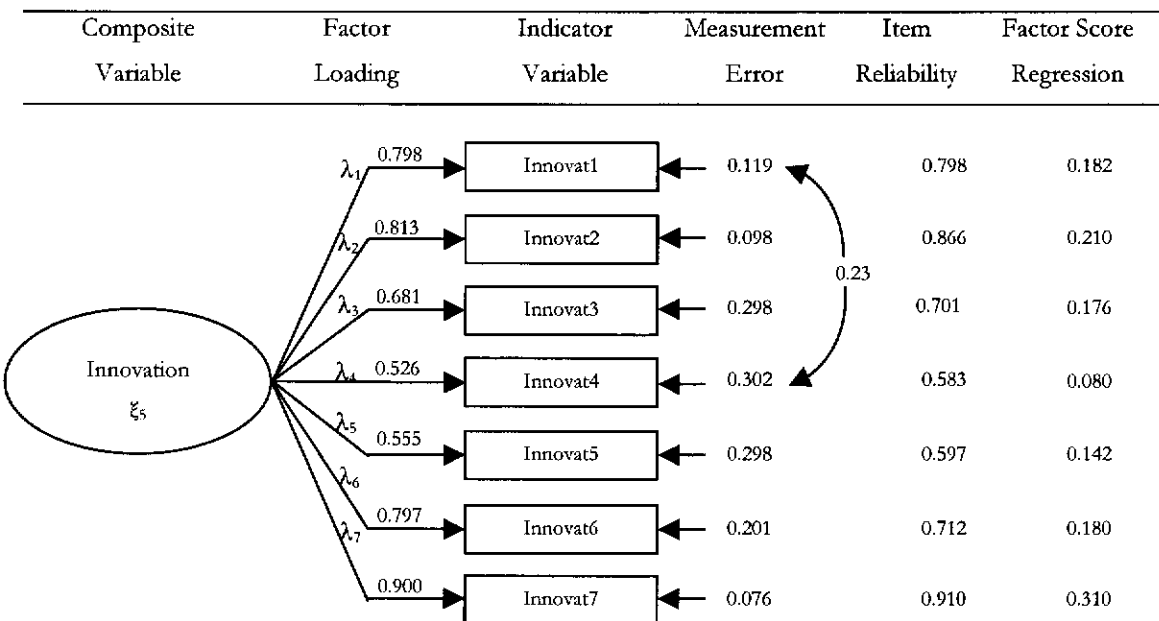 Composite Factor Indicator Measurement Item Factor Score
Variable Loading Variable Error Reliability Regression
λ1 0.798 Innovat1 0.119 0.798 0.182
λ2 0.813 Innovat2 0.098 0.866 0.210
0.23
λ3 0.681 Innovat3 0.298 0.701 0.176
Innovation λ4 0.526 Innovat4 0.302 0.583 0.080
ξ5
λ5 0.555 Innovat5 0.298 0.597 0.142
λ6 0.797 Innovat6 0.201 0.712 0.180
λ7 0.900 Innovat7 0.076 0.910 0.310